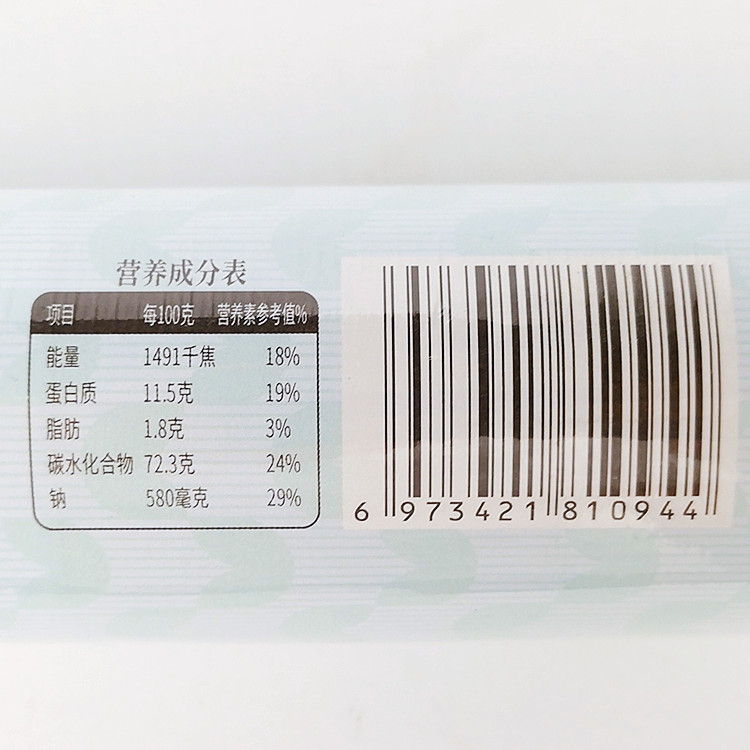 营养成分表
项目 每100克 营养素参考值%
能量 1491千焦 18%
蛋白质 11.5克 19%
脂肪 1.8克 3%
碳水化合物 72.3克 24%
钠 580毫克 29%
6 973421 810944